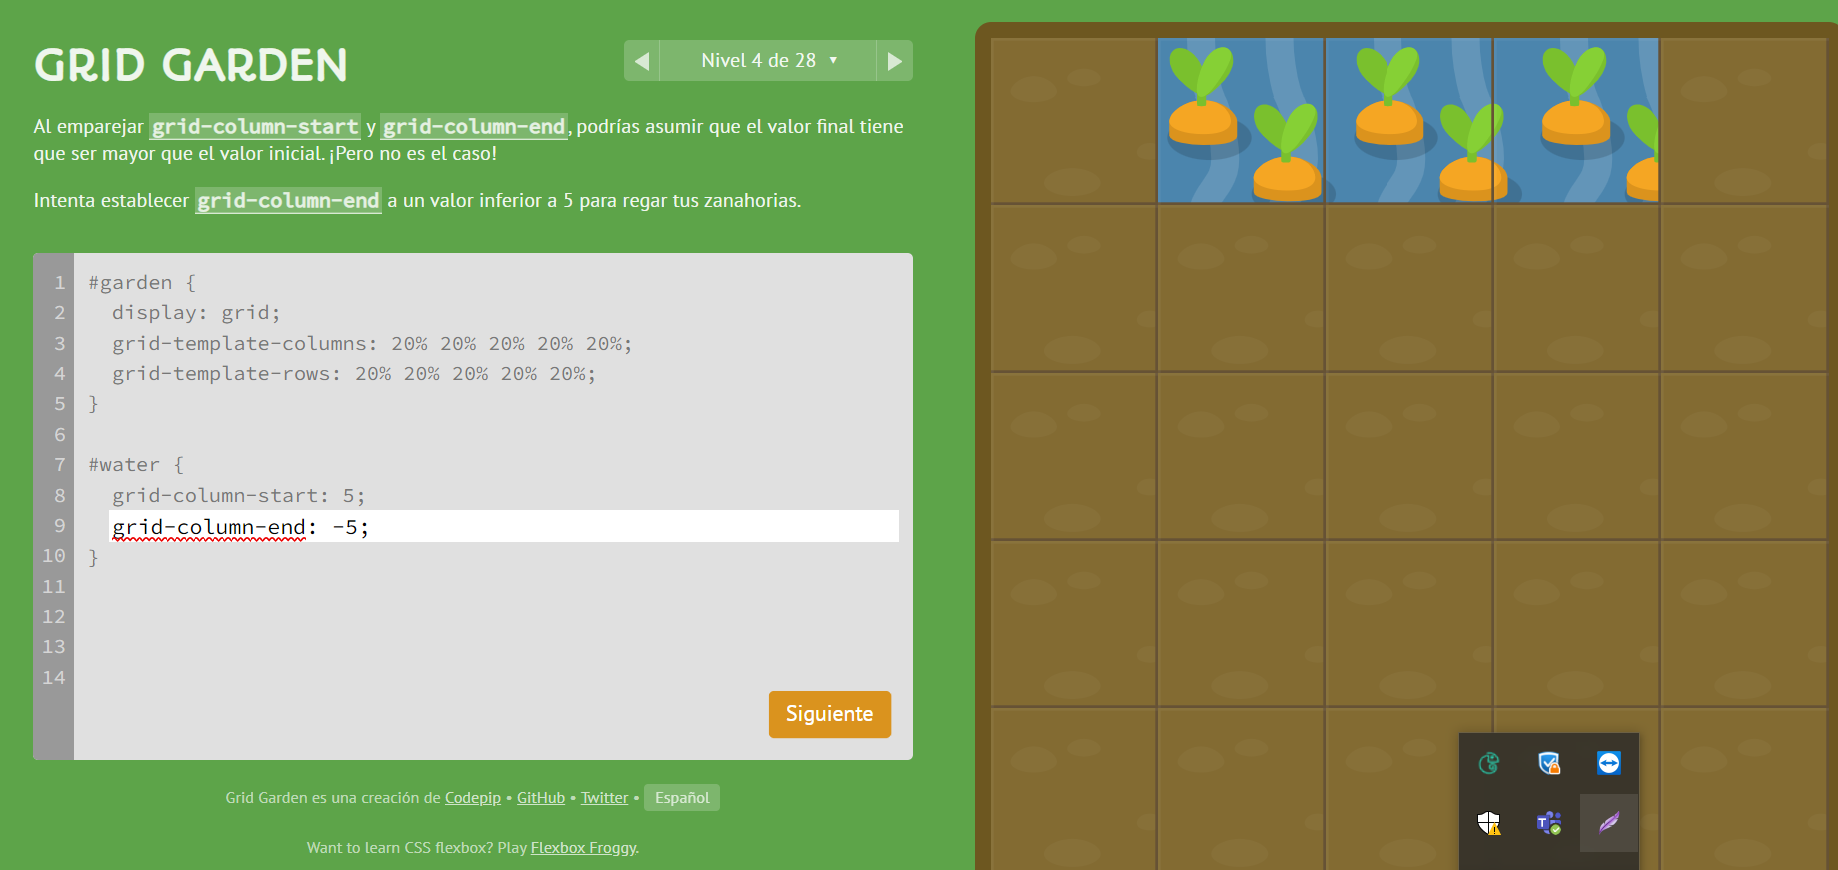 GRID GARDEN
Nivel 4 de 28 ▼
Al emparejar grid-column-start y grid-column-end, podrías asumir que el valor final tiene
que ser mayor que el valor inicial. ¡Pero no es el caso!
Intenta establecer grid-column-end a un valor inferior a 5 para regar tus zanahorias.
1 #garden {
2 display: grid;
3 grid-template-columns: 20% 20% 20% 20% 20%;
4 grid-template-rows: 20% 20% 20% 20% 20%;
5 }
6
7 #water {
8 grid-column-start: 5;
9 grid-column-end: -5;
10 }
11
12
13
14
Siguiente
Grid Garden es una creación de Codepip • GitHub • Twitter • Español
Want to learn CSS flexbox? Play Flexbox Froggy.